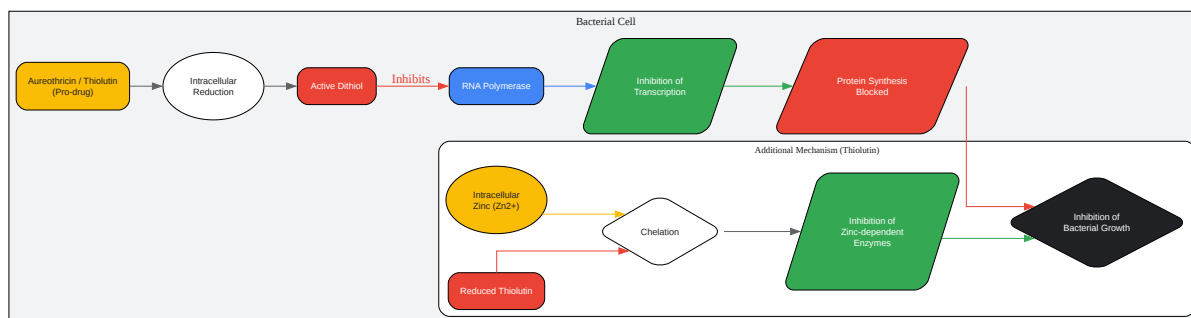 Bacterial Cell
Aureothricin / Thiolutin
(Pro-drug)
Intracellular
Reduction
Active Dithiol
Inhibits
RNA Polymerase
Inhibition of
Transcription
Protein Synthesis
Blocked
Additional Mechanism (Thiolutin)
Intracellular
Zinc (Zn2+)
Reduced Thiolutin
Chelation
Inhibition of
Zinc-dependent
Enzymes
Inhibition of
Bacterial Growth